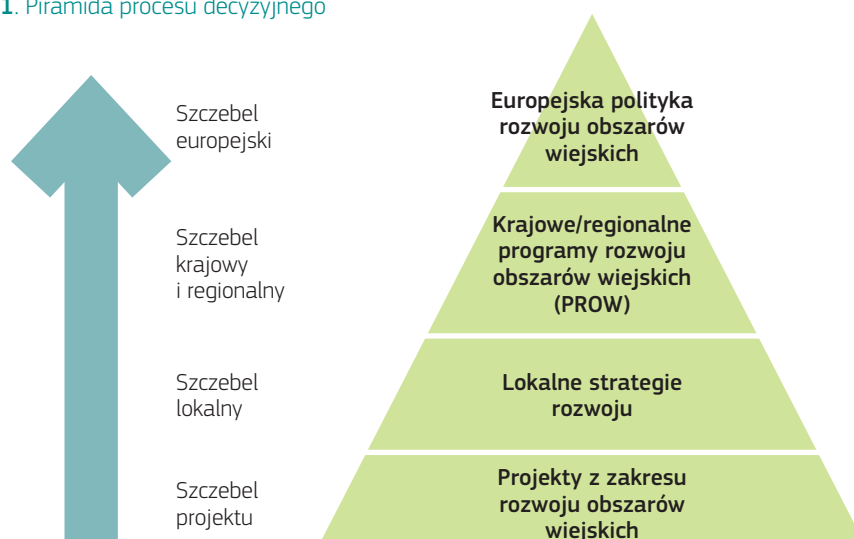 1. Piramida procesu decyzyjnego
Szczebel
europejski
Europejska polityka
rozwoju obszarów
wiejskich
Szczebel
krajowy
i regionalny
Krajowe/regionalne
programy rozwoju
obszarów wiejskich
(PROW)
Szczebel
lokalny
Lokalne strategie
rozwoju
Szczebel
projektu
Projekty z zakresu
rozwoju obszarów
wiejskich